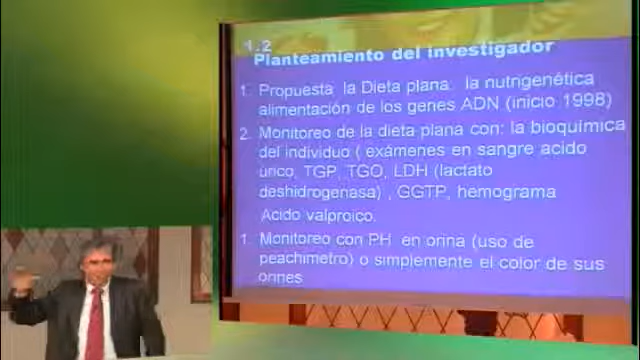 1.2
Planteamiento del investigador
1. Propuesta la Dieta plana: la nutrigenética
alimentación de los genes ADN (inicio 1998)
2. Monitoreo de la dieta plana con: la bioquímica
del individuo ( exámenes en sangre acido
úrico, TGP, TGO, LDH (lactato
deshidrogenasa) , GGTP, hemograma
Acido valproico.
1. Monitoreo con PH en orina (uso de
peachimetro) o simplemente el color de sus
orines